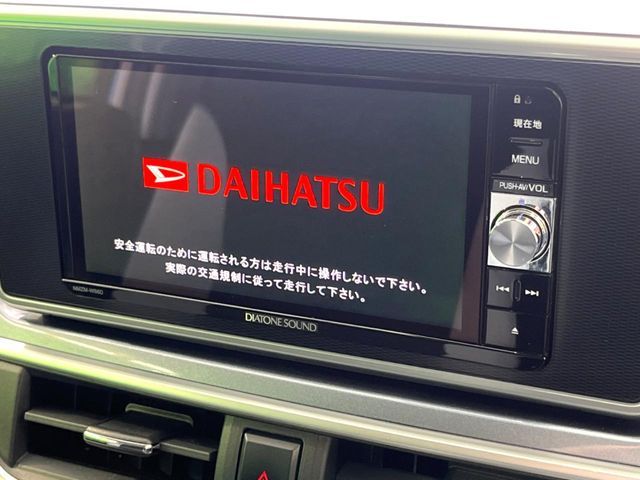 現在地
MENU
PUSH-AV/VOL
DAIHATSU
安全運転のために運転される方は走行中に操作しないで下さい。
実際の交通規制に従って走行して下さい。
NMZM-W66D
DIATONE SOUND